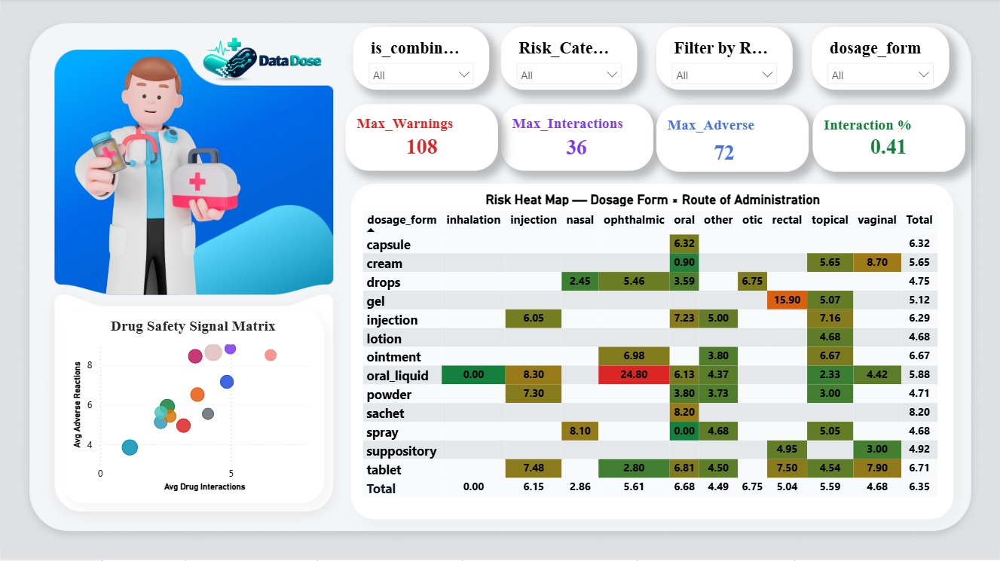 DataDose
is_combin...
All
Risk_Cate...
All
Filter by R...
All
dosage_form
All
Max_Warnings
108
Max_Interactions
36
Max_Adverse
72
Interaction %
0.41
Risk Heat Map — Dosage Form × Route of Administration
dosage_form inhalation injection nasal ophthalmic oral other otic rectal topical vaginal Total
capsule 6.32 6.32
cream 0.90 5.65 8.70 5.65
drops 2.45 5.46 3.59 6.75 4.75
gel 15.90 5.07 5.12
injection 6.05 7.23 5.00 7.16 6.29
lotion 4.68 4.68
ointment 6.98 3.80 6.67 6.67
oral_liquid 0.00 8.30 24.80 6.13 4.37 2.33 4.42 5.88
powder 7.30 3.80 3.73 3.00 4.71
sachet 8.20 8.20
spray 8.10 0.00 4.68 5.05 4.68
suppository 4.95 3.00 4.92
tablet 7.48 2.80 6.81 4.50 7.50 4.54 7.90 6.71
Total 0.00 6.15 2.86 5.61 6.68 4.49 6.75 5.04 5.59 4.68 6.35
Drug Safety Signal Matrix
Avg Adverse Reactions
8
6
4
0 5
Avg Drug Interactions